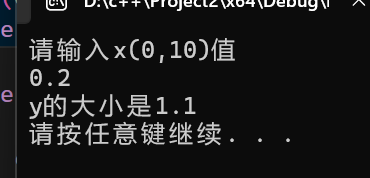 D:\c++\Project2\x64\Debug\
请输入x(0,10)值
0.2
y的大小是1.1
请按任意键继续. . .